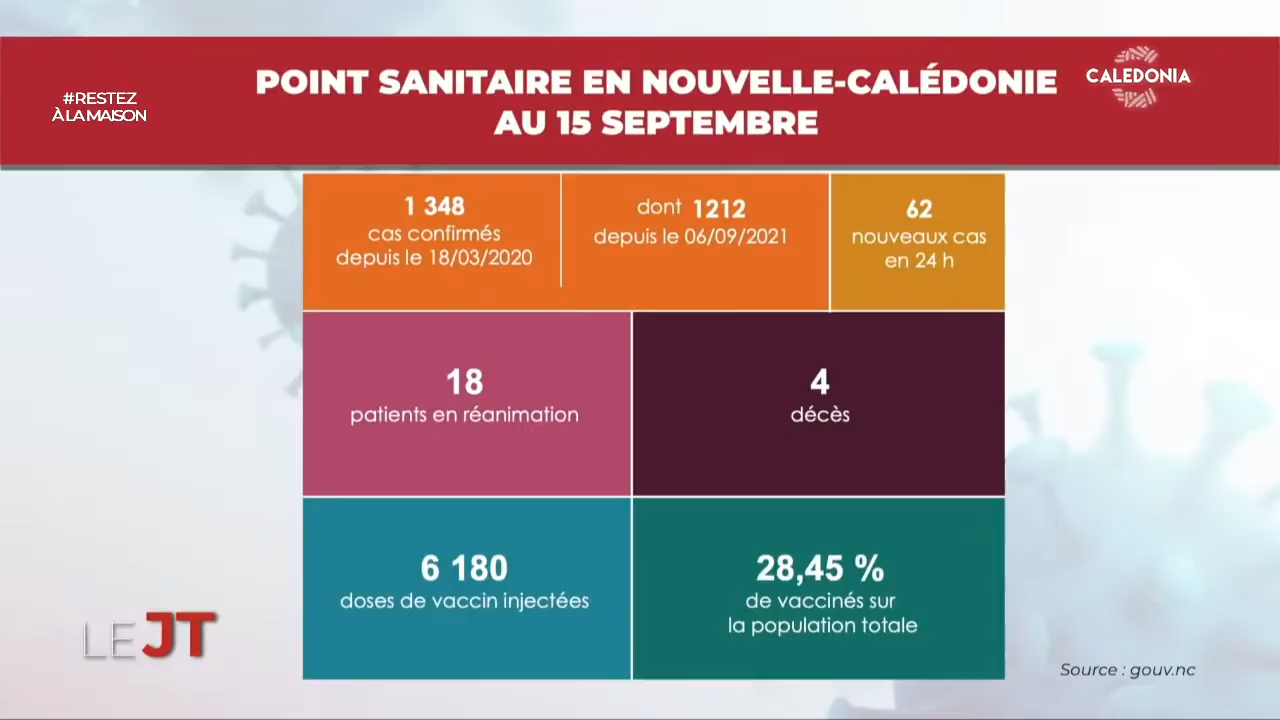 POINT SANITAIRE EN NOUVELLE-CALÉDONIE
AU 15 SEPTEMBRE
#RESTEZ
À LA MAISON
CALEDONIA
1 348
cas confirmés
depuis le 18/03/2020
dont 1212
depuis le 06/09/2021
62
nouveaux cas
en 24 h
18
patients en réanimation
4
décès
6 180
doses de vaccin injectées
28,45 %
de vaccinés sur
la population totale
LE JT
Source : gouv.nc